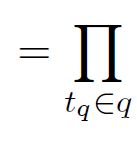 = ∏
t_q ∈ q